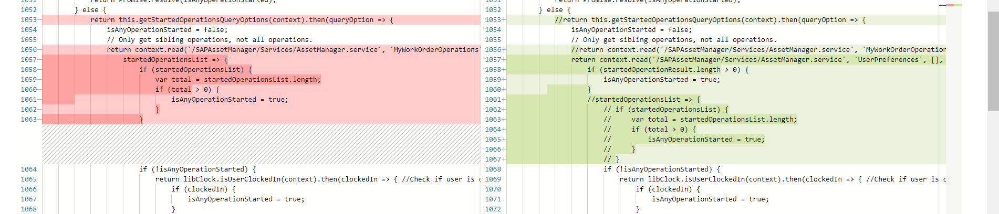 1051 return Promise.resolve(isAnyOperationStarted);
1052 } else {
1053- return this.getStartedOperationsQueryOptions(context).then(queryOption => {
1054 isAnyOperationStarted = false;
1055 // Only get sibling operations, not all operations.
1056- return context.read('/SAPAssetManager/Services/AssetManager.service', 'MyWorkOrderOperations'
1057- startedOperationsList => {
1058- if (startedOperationsList) {
1059- var total = startedOperationsList.length;
1060- if (total > 0) {
1061- isAnyOperationStarted = true;
1062- }
1063- }
1064 if (!isAnyOperationStarted) {
1065 return libClock.isUserClockedIn(context).then(clockedIn => { //Check if user is
1066 if (clockedIn) {
1067 isAnyOperationStarted = true;
1068 }
1051 return Promise.resolve(isAnyOperationStarted);
1052 } else {
1053+ //return this.getStartedOperationsQueryOptions(context).then(queryOption => {
1054 isAnyOperationStarted = false;
1055 // Only get sibling operations, not all operations.
1056+ //return context.read('/SAPAssetManager/Services/AssetManager.service', 'MyWorkOrderOperation
1057+ return context.read('/SAPAssetManager/Services/AssetManager.service', 'UserPreferences', [],
1058+ if (startedOperationResult.length > 0) {
1059+ isAnyOperationStarted = true;
1060+ }
1061+ //startedOperationsList => {
1062+ // if (startedOperationsList) {
1063+ // var total = startedOperationsList.length;
1064+ // if (total > 0) {
1065+ // isAnyOperationStarted = true;
1066+ // }
1067+ // }
1068 if (!isAnyOperationStarted) {
1069 return libClock.isUserClockedIn(context).then(clockedIn => { //Check if user is
1070 if (clockedIn) {
1071 isAnyOperationStarted = true;
1072 }